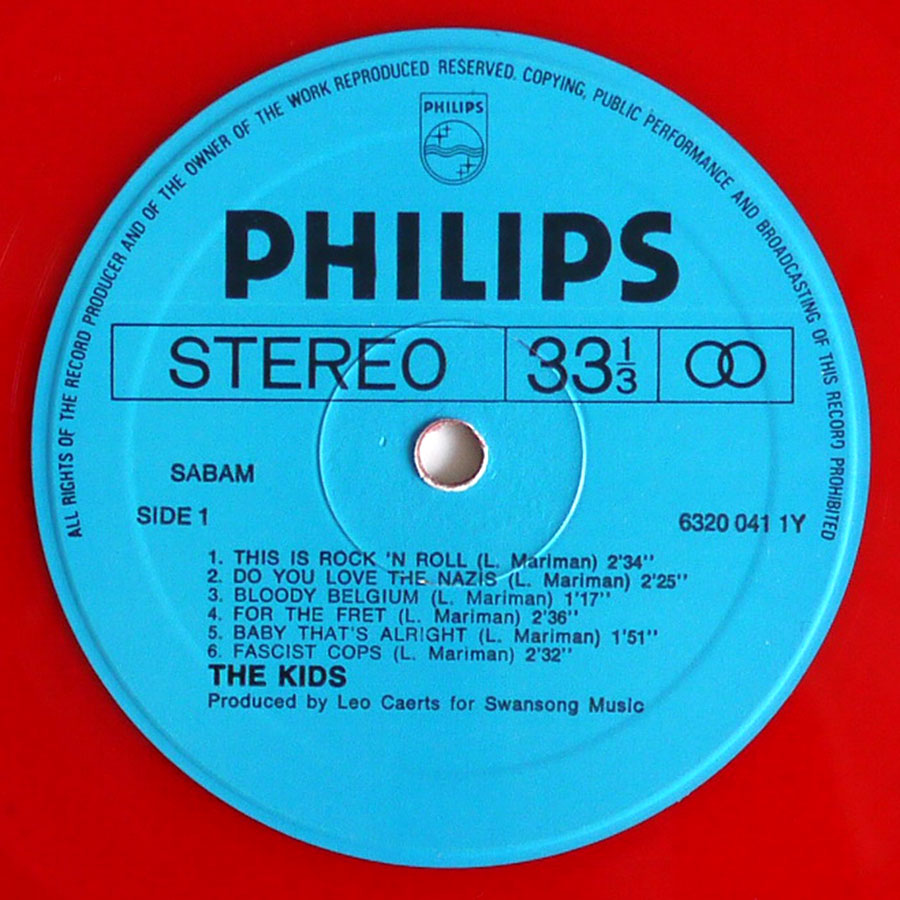 ALL RIGHTS OF THE RECORD PRODUCER AND OF THE OWNER OF THE WORK REPRODUCED RESERVED. COPYING, PUBLIC PERFORMANCE AND BROADCASTING OF THIS RECORD PROHIBITED
PHILIPS
PHILIPS
STEREO 33 1/3
SABAM
SIDE 1 6320 041 1Y
1. THIS IS ROCK 'N ROLL (L. Mariman) 2'34''
2. DO YOU LOVE THE NAZIS (L. Mariman) 2'25''
3. BLOODY BELGIUM (L. Mariman) 1'17''
4. FOR THE FRET (L. Mariman) 2'36''
5. BABY THAT'S ALRIGHT (L. Mariman) 1'51''
6. FASCIST COPS (L. Mariman) 2'32''
THE KIDS
Produced by Leo Caerts for Swansong Music